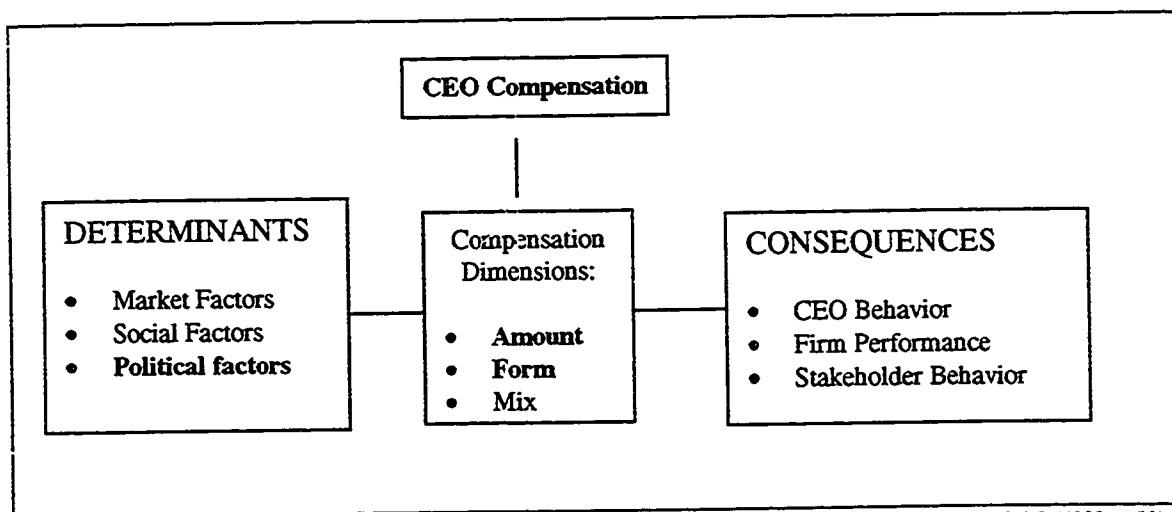 CEO Compensation
DETERMINANTS
• Market Factors
• Social Factors
• Political factors
Compensation
Dimensions:
• Amount
• Form
• Mix
CONSEQUENCES
• CEO Behavior
• Firm Performance
• Stakeholder Behavior